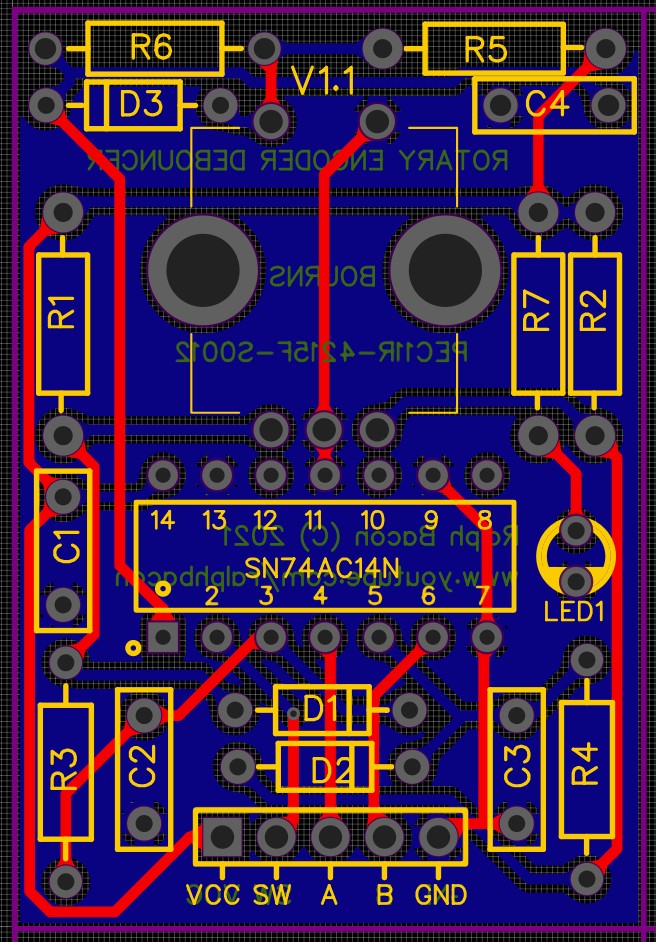 R6
R5
V1.1
D3
C4
ROTARY ENCODER DEBOUNCER
BOURNS
R1
R7
R2
PEC11R-4215F-S0012
14 13 12 11 10 9 8
Ralph Bacon (C) 2021
C1
SN74AC14N
www.youtube.com/ralphbacon
2 3 4 5 6 7
LED1
D1
R3
C2
D2
C3
R4
VCC SW A B GND